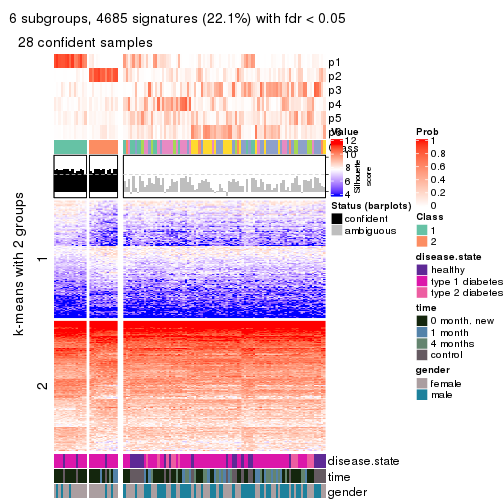 6 subgroups, 4685 signatures (22.1%) with fdr < 0.05
28 confident samples
p1
p2
p3
p4
p5
Value
12
10
8
6
4
Silhouette
score
Prob
1
0.8
0.6
0.4
0.2
0
Status (barplots)
confident
ambiguous
Class
1
2
disease.state
healthy
type 1 diabetes
type 2 diabetes
time
0 month. new
1 month
4 months
control
gender
female
male
k-means with 2 groups
1
2
disease.state
time
gender